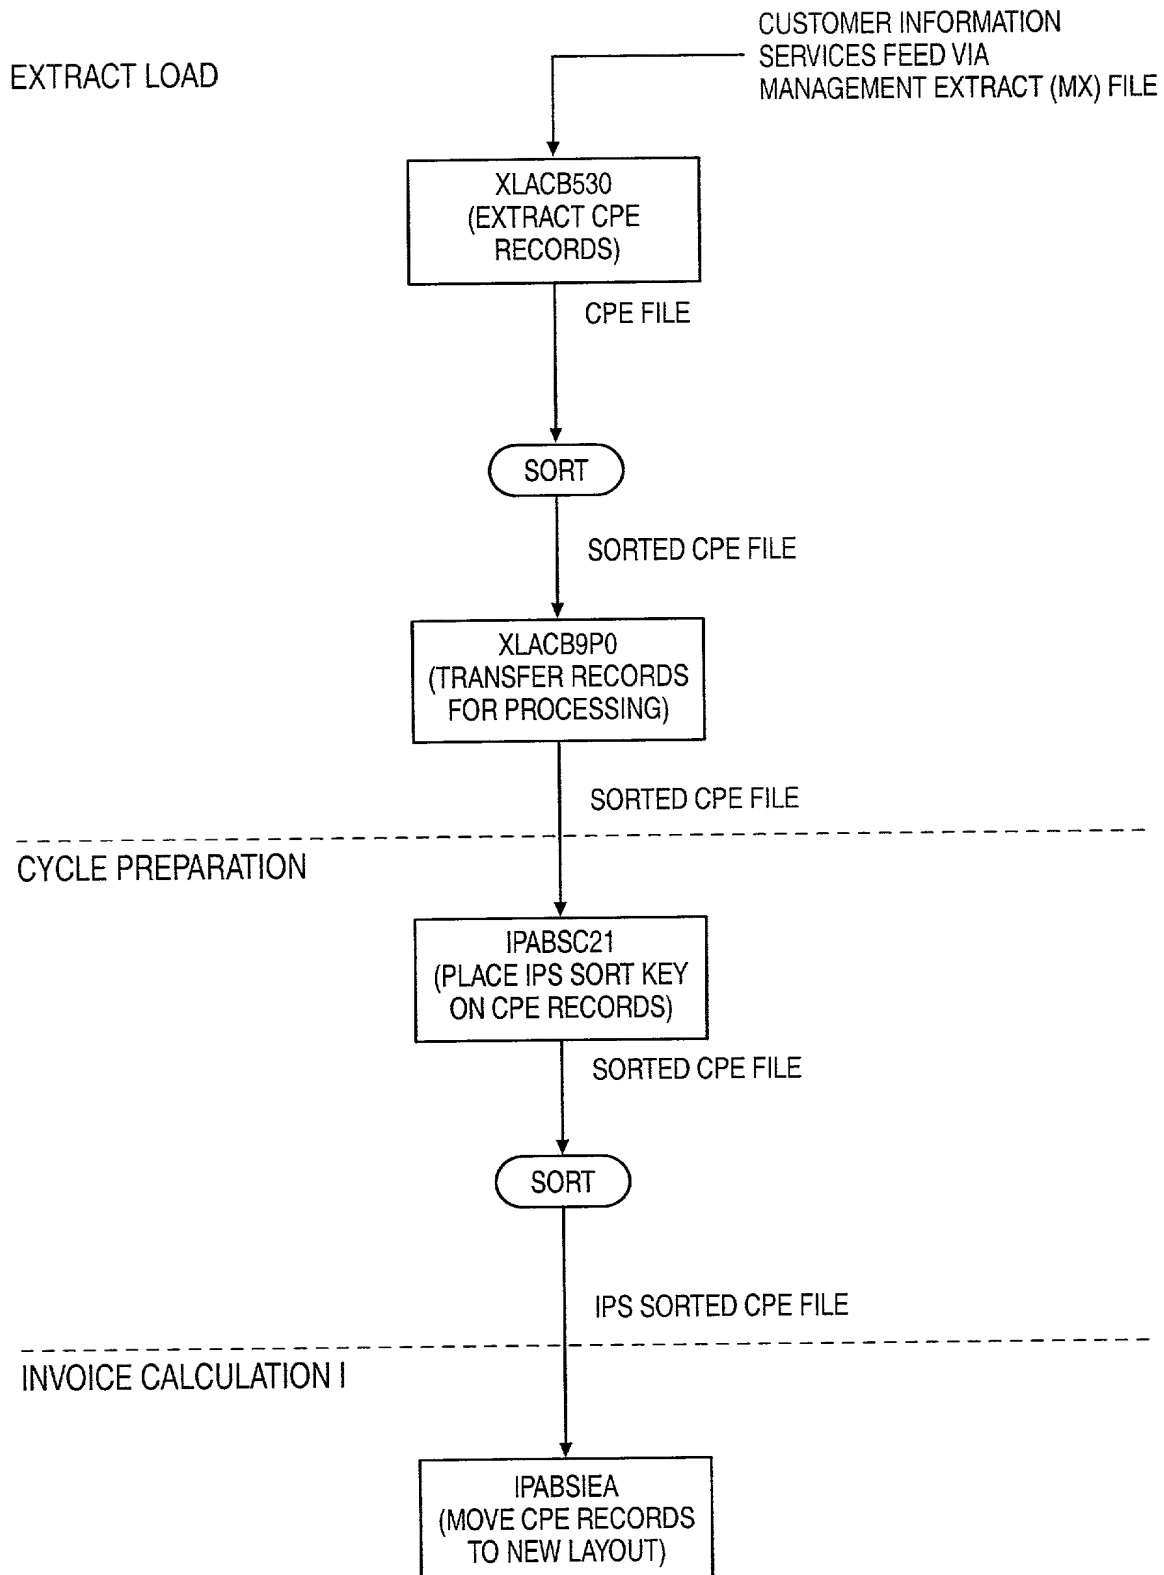 CUSTOMER INFORMATION
SERVICES FEED VIA
MANAGEMENT EXTRACT (MX) FILE
EXTRACT LOAD
XLACB530
(EXTRACT CPE
RECORDS)
CPE FILE
SORT
SORTED CPE FILE
XLACB9P0
(TRANSFER RECORDS
FOR PROCESSING)
SORTED CPE FILE
CYCLE PREPARATION
IPABSC21
(PLACE IPS SORT KEY
ON CPE RECORDS)
SORTED CPE FILE
SORT
IPS SORTED CPE FILE
INVOICE CALCULATION I
IPABSIEA
(MOVE CPE RECORDS
TO NEW LAYOUT)